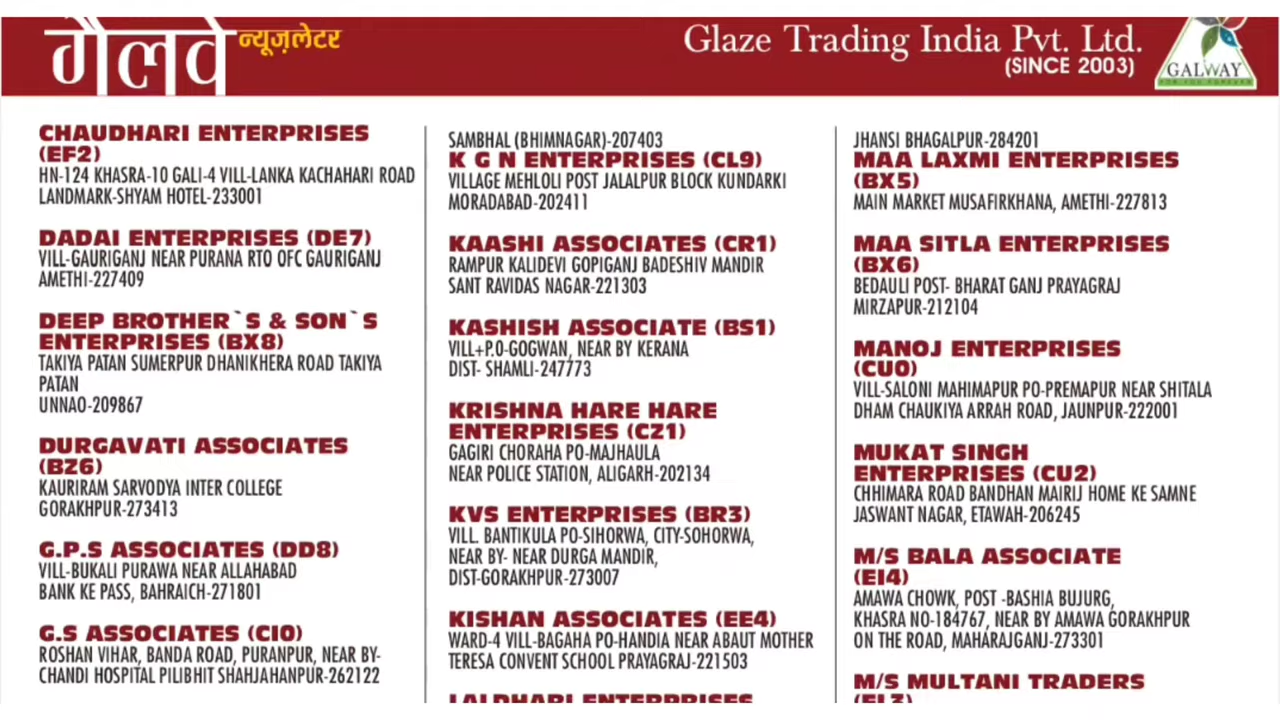 गैलवे न्यूज़लेटर
Glaze Trading India Pvt. Ltd.
(SINCE 2003)
GALWAY
CHAUDHARI ENTERPRISES
(EF2)
HN-124 KHASRA-10 GALI-4 VILL-LANKA KACHAHARI ROAD
LANDMARK-SHYAM HOTEL-233001
DADAI ENTERPRISES (DE7)
VILL-GAURIGANJ NEAR PURANA RTO OFC GAURIGANJ
AMETHI-227409
DEEP BROTHER`S & SON`S
ENTERPRISES (BX8)
TAKIYA PATAN SUMERPUR DHANIKHERA ROAD TAKIYA
PATAN
UNNAO-209867
DURGAVATI ASSOCIATES
(BZ6)
KAURIRAM SARVODYA INTER COLLEGE
GORAKHPUR-273413
G.P.S ASSOCIATES (DD8)
VILL-BUKALI PURAWA NEAR ALLAHABAD
BANK KE PASS, BAHRAICH-271801
G.S ASSOCIATES (CI0)
ROSHAN VIHAR, BANDA ROAD, PURANPUR, NEAR BY-
CHANDI HOSPITAL PILIBHIT SHAHJAHANPUR-262122
SAMBHAL (BHIMNAGAR)-207403
K G N ENTERPRISES (CL9)
VILLAGE MEHLOLI POST JALALPUR BLOCK KUNDARKI
MORADABAD-202411
KAASHI ASSOCIATES (CR1)
RAMPUR KALIDEVI GOPIGANJ BADESHIV MANDIR
SANT RAVIDAS NAGAR-221303
KASHISH ASSOCIATE (BS1)
VILL+P.O-GOGWAN, NEAR BY KERANA
DIST- SHAMLI-247773
KRISHNA HARE HARE
ENTERPRISES (CZ1)
GAGIRI CHORAHA PO-MAJHAULA
NEAR POLICE STATION, ALIGARH-202134
KVS ENTERPRISES (BR3)
VILL. BANTIKULA PO-SIHORWA, CITY-SOHORWA,
NEAR BY- NEAR DURGA MANDIR,
DIST-GORAKHPUR-273007
KISHAN ASSOCIATES (EE4)
WARD-4 VILL-BAGAHA PO-HANDIA NEAR ABAUT MOTHER
TERESA CONVENT SCHOOL PRAYAGRAJ-221503
LALDHARI ENTERPRISES
JHANSI BHAGALPUR-284201
MAA LAXMI ENTERPRISES
(BX5)
MAIN MARKET MUSAFIRKHANA, AMETHI-227813
MAA SITLA ENTERPRISES
(BX6)
BEDAULI POST- BHARAT GANJ PRAYAGRAJ
MIRZAPUR-212104
MANOJ ENTERPRISES
(CU0)
VILL-SALONI MAHIMAPUR PO-PREMAPUR NEAR SHITALA
DHAM CHAUKIYA ARRAH ROAD, JAUNPUR-222001
MUKAT SINGH
ENTERPRISES (CU2)
CHHIMARA ROAD BANDHAN MAIRIJ HOME KE SAMNE
JASWANT NAGAR, ETAWAH-206245
M/S BALA ASSOCIATE
(EI4)
AMAWA CHOWK, POST -BASHIA BUJURG,
KHASRA NO-184767, NEAR BY AMAWA GORAKHPUR
ON THE ROAD, MAHARAJGANJ-273301
M/S MULTANI TRADERS